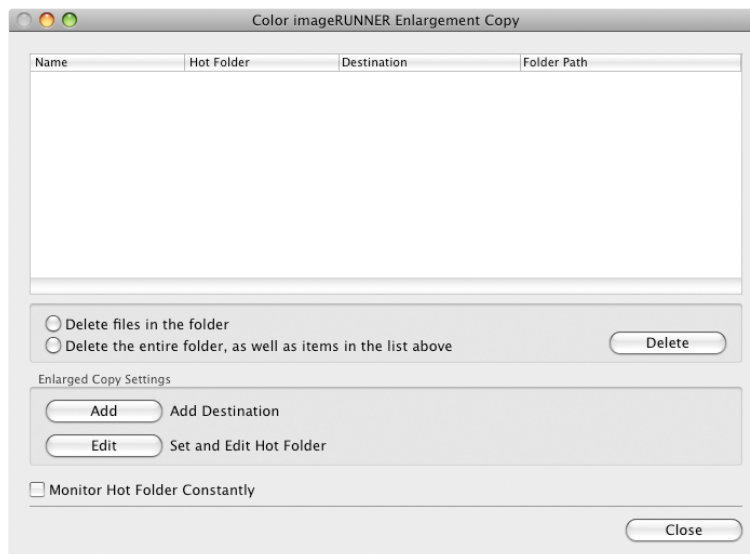 Color imageRUNNER Enlargement Copy
Name Hot Folder Destination Folder Path
Delete files in the folder
Delete the entire folder, as well as items in the list above
Delete
Enlarged Copy Settings
Add Add Destination
Edit Set and Edit Hot Folder
Monitor Hot Folder Constantly
Close